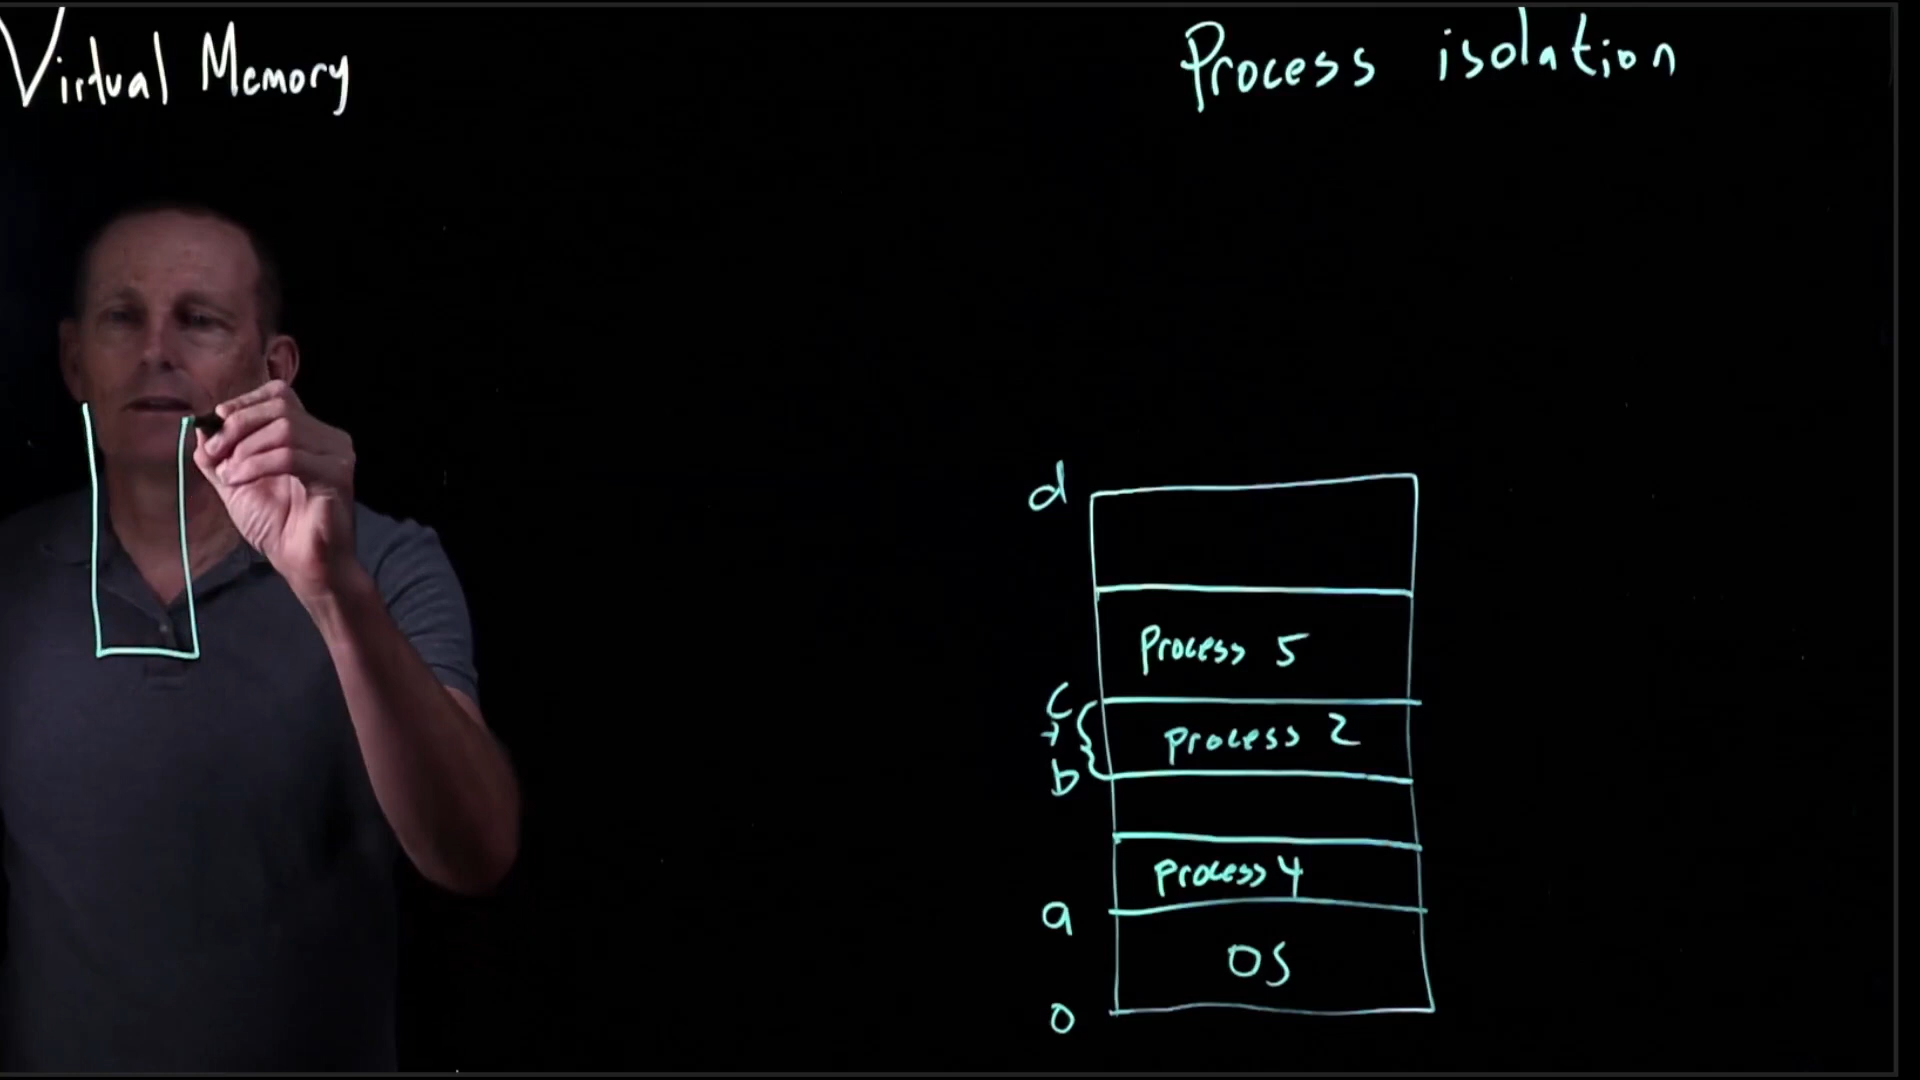 Virtual Memory
Process isolation
d
Process 5
c
process 2
b
process 4
a
OS
0